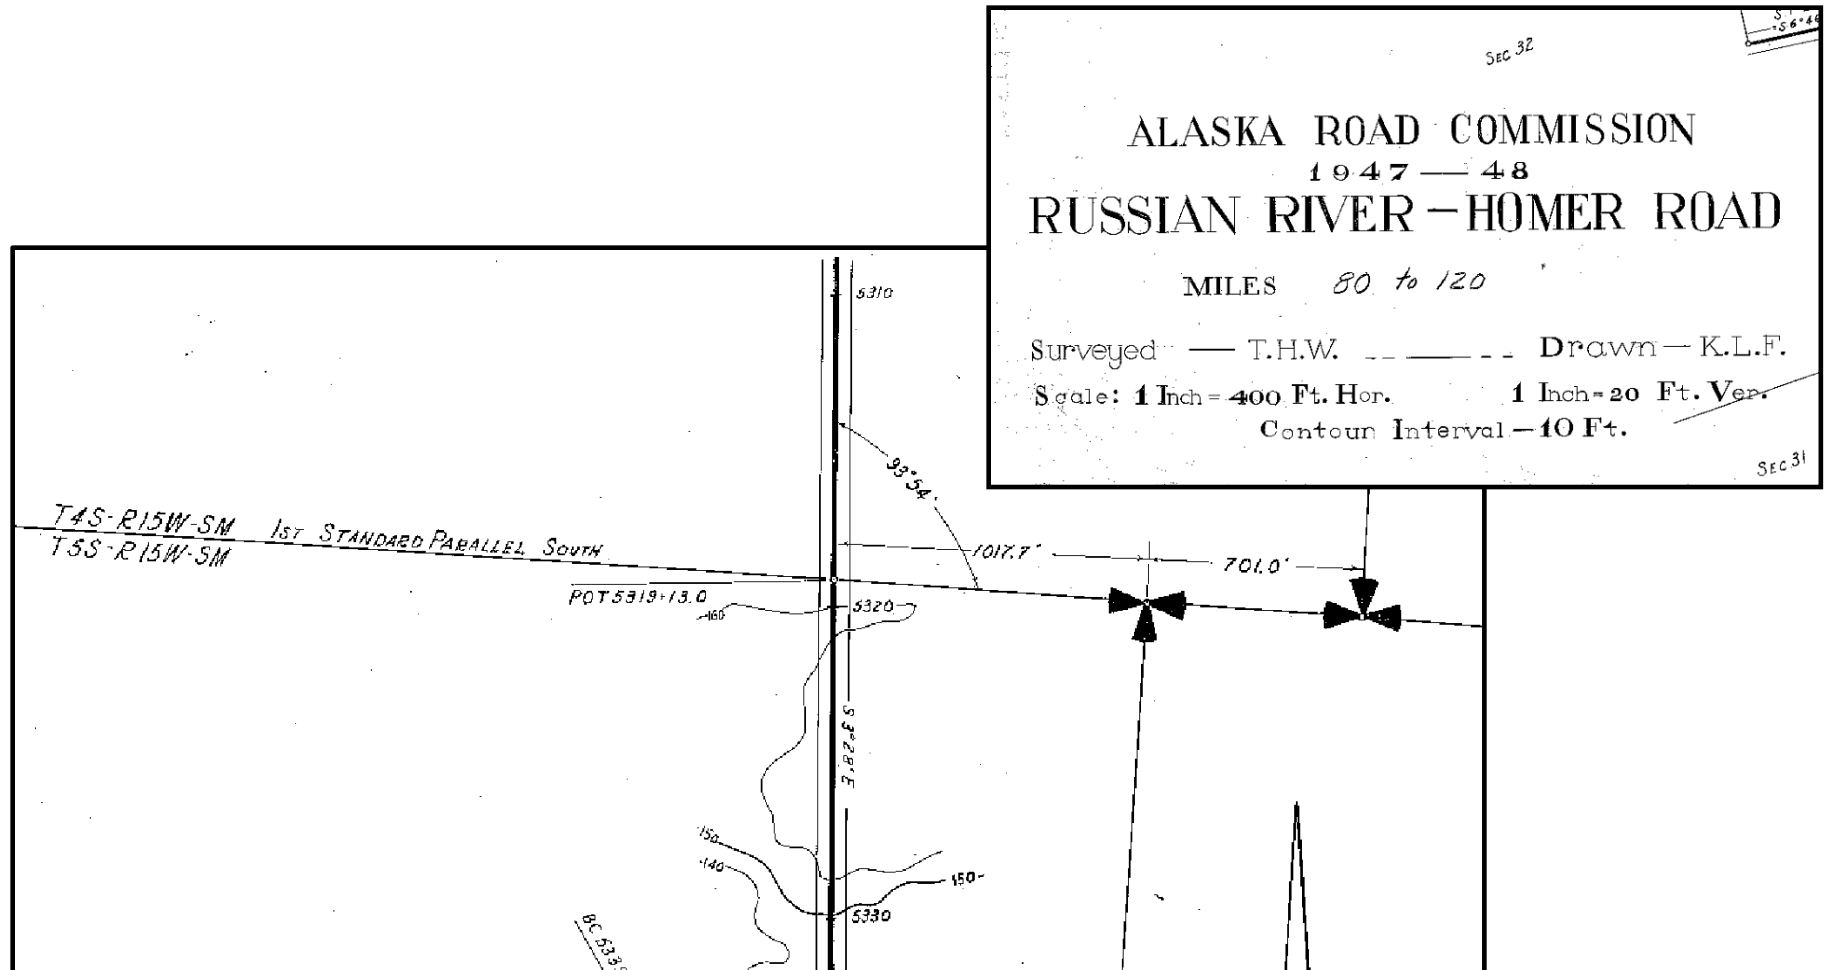 SEC 32
ALASKA ROAD COMMISSION
1947 — 48
RUSSIAN RIVER — HOMER ROAD
MILES 80 to 120
Surveyed — T.H.W. Drawn — K.L.F.
Scale: 1 Inch = 400 Ft. Hor. 1 Inch = 20 Ft. Ver.
Contour Interval — 10 Ft.
SEC 31
5310
93°54'
T4S-R15W-SM 1ST STANDARD PARALLEL SOUTH
T5S-R15W-SM
1017.7'
701.0'
POT 5319+13.0
160
5320
S 3°28' E
150
140
150
5330